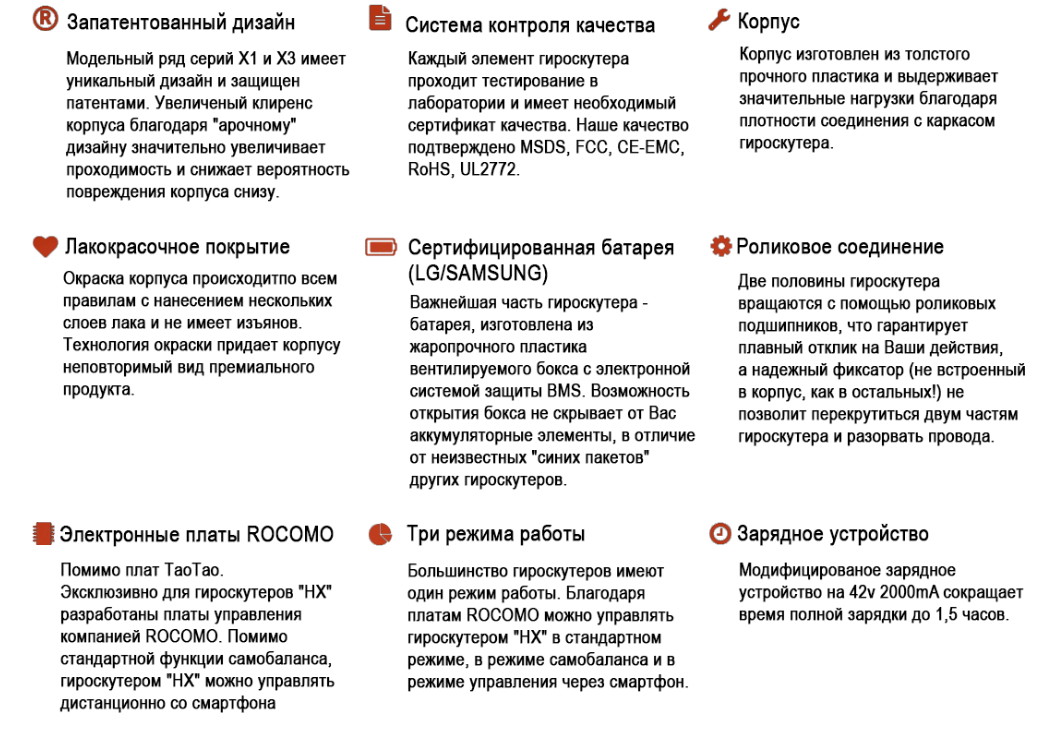 ® Запатентованный дизайн
Модельный ряд серий X1 и X3 имеет
уникальный дизайн и защищен
патентами. Увеличеный клиренс
корпуса благодаря "арочному"
дизайну значительно увеличивает
проходимость и снижает вероятность
повреждения корпуса снизу.
Система контроля качества
Каждый элемент гироскутера
проходит тестирование в
лаборатории и имеет необходимый
сертификат качества. Наше качество
подтверждено MSDS, FCC, CE-EMC,
RoHS, UL2772.
Корпус
Корпус изготовлен из толстого
прочного пластика и выдерживает
значительные нагрузки благодаря
плотности соединения с каркасом
гироскутера.
Лакокрасочное покрытие
Окраска корпуса происходитпо всем
правилам с нанесением нескольких
слоев лака и не имеет изъянов.
Технология окраски придает корпусу
неповторимый вид премиального
продукта.
Сертифицированная батарея
(LG/SAMSUNG)
Важнейшая часть гироскутера -
батарея, изготовлена из
жаропрочного пластика
вентилируемого бокса с электронной
системой защиты BMS. Возможность
открытия бокса не скрывает от Вас
аккумуляторные элементы, в отличие
от неизвестных "синих пакетов"
других гироскутеров.
Роликовое соединение
Две половины гироскутера
вращаются с помощью роликовых
подшипников, что гарантирует
плавный отклик на Ваши действия,
а надежный фиксатор (не встроенный
в корпус, как в остальных!) не
позволит перекрутиться двум частям
гироскутера и разорвать провода.
Электронные платы ROCOMO
Помимо плат ТаоТао.
Эксклюзивно для гироскутеров "HX"
разработаны платы управления
компанией ROCOMO. Помимо
стандартной функции самобаланса,
гироскутером "HX" можно управлять
дистанционно со смартфона
Три режима работы
Большинство гироскутеров имеют
один режим работы. Благодаря
платам ROCOMO можно управлять
гироскутером "HX" в стандартном
режиме, в режиме самобаланса и в
режиме управления через смартфон.
Зарядное устройство
Модифицированое зарядное
устройство на 42v 2000mA сокращает
время полной зарядки до 1,5 часов.